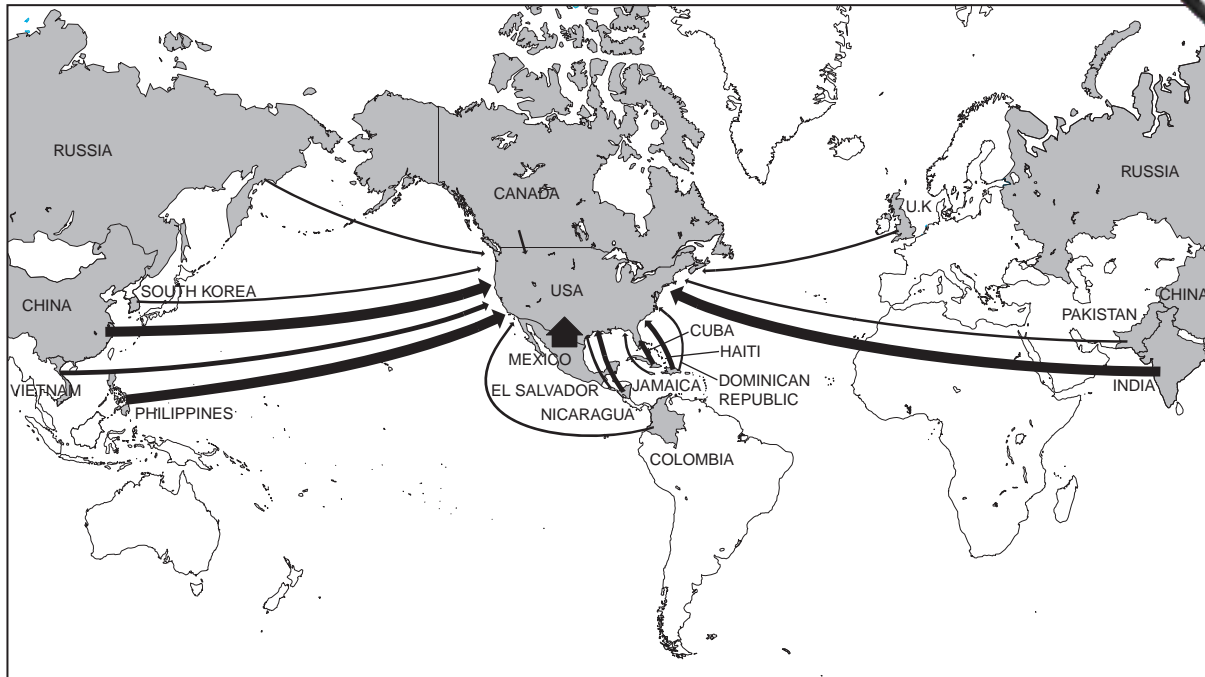 RUSSIA
CANADA
RUSSIA
U.K
SOUTH KOREA
USA
CHINA
CHINA
PAKISTAN
CUBA
HAITI
MEXICO
VIETNAM
EL SALVADOR
JAMAICA
DOMINICAN
REPUBLIC
INDIA
PHILIPPINES
NICARAGUA
COLOMBIA